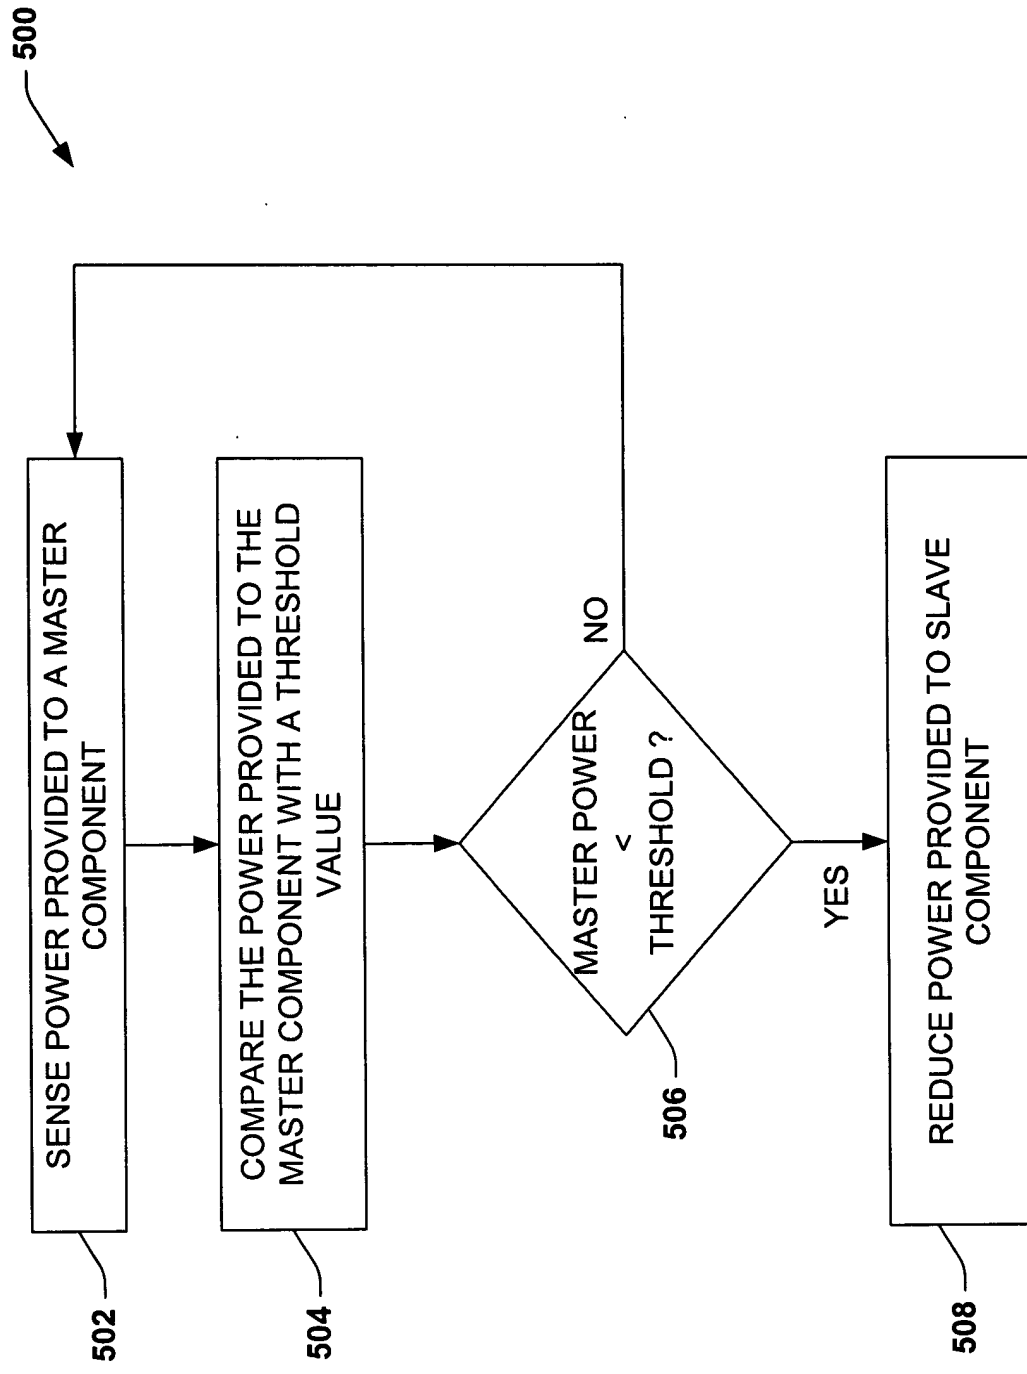 500
SENSE POWER PROVIDED TO A MASTER
COMPONENT
502
COMPARE THE POWER PROVIDED TO THE
MASTER COMPONENT WITH A THRESHOLD
VALUE
504
MASTER POWER
<
THRESHOLD ?
NO
506
YES
REDUCE POWER PROVIDED TO SLAVE
COMPONENT
508